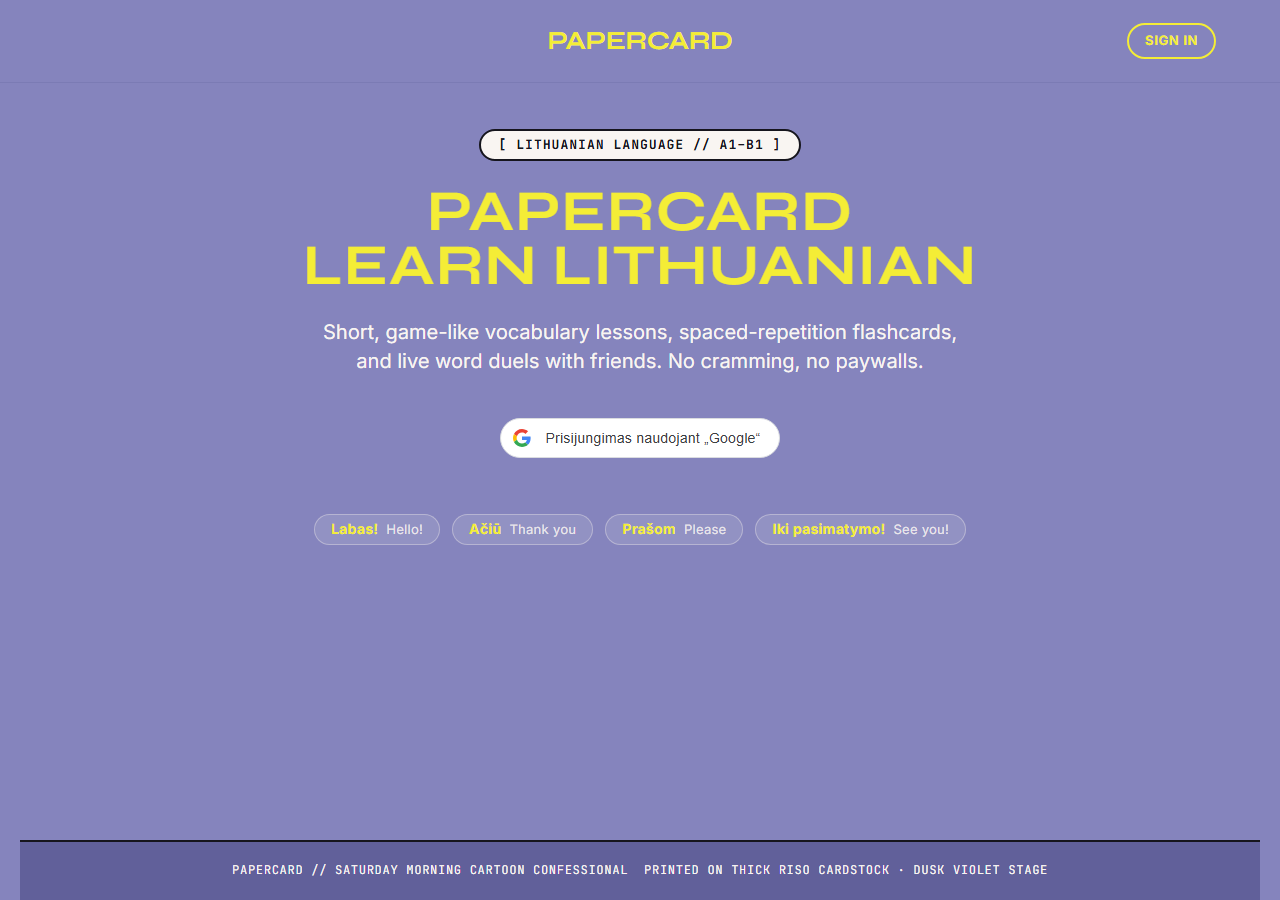 PAPERCARD
SIGN IN
[ LITHUANIAN LANGUAGE // A1–B1 ]
PAPERCARD
LEARN LITHUANIAN
Short, game-like vocabulary lessons, spaced-repetition flashcards,
and live word duels with friends. No cramming, no paywalls.
Prisijungimas naudojant „Google“
Labas! Hello!
Ačiū Thank you
Prašom Please
Iki pasimatymo! See you!
PAPERCARD // SATURDAY MORNING CARTOON CONFESSIONAL PRINTED ON THICK RISO CARDSTOCK · DUSK VIOLET STAGE